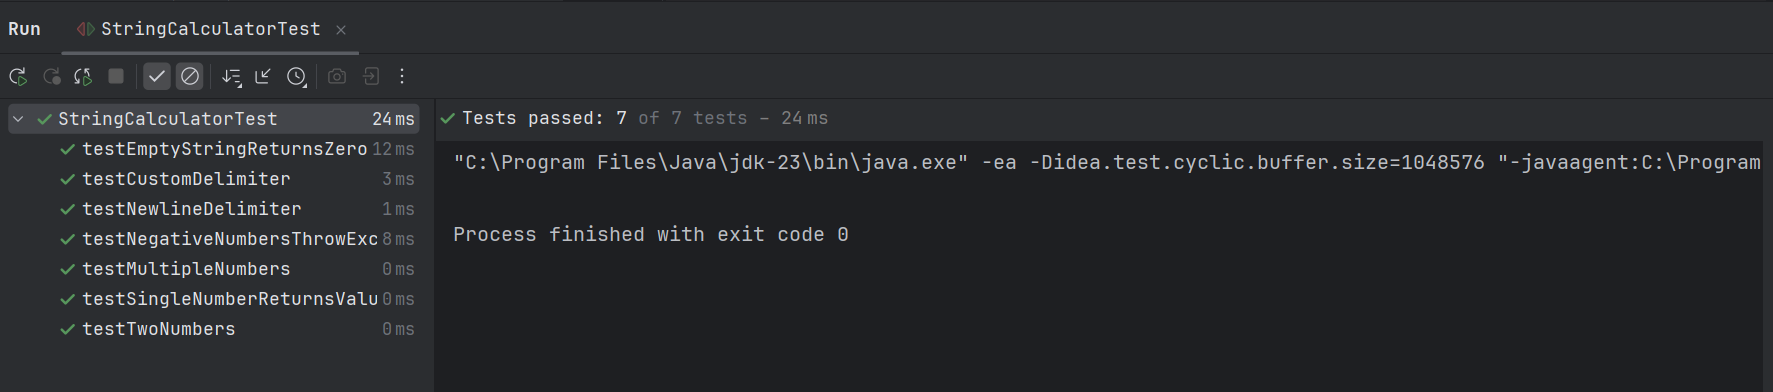 Run StringCalculatorTest
StringCalculatorTest 24 ms
testEmptyStringReturnsZero 12 ms
testCustomDelimiter 3 ms
testNewlineDelimiter 1 ms
testNegativeNumbersThrowExc 8 ms
testMultipleNumbers 0 ms
testSingleNumberReturnsValu 0 ms
testTwoNumbers 0 ms
Tests passed: 7 of 7 tests – 24 ms
"C:\Program Files\Java\jdk-23\bin\java.exe" -ea -Didea.test.cyclic.buffer.size=1048576 "-javaagent:C:\Program
Process finished with exit code 0